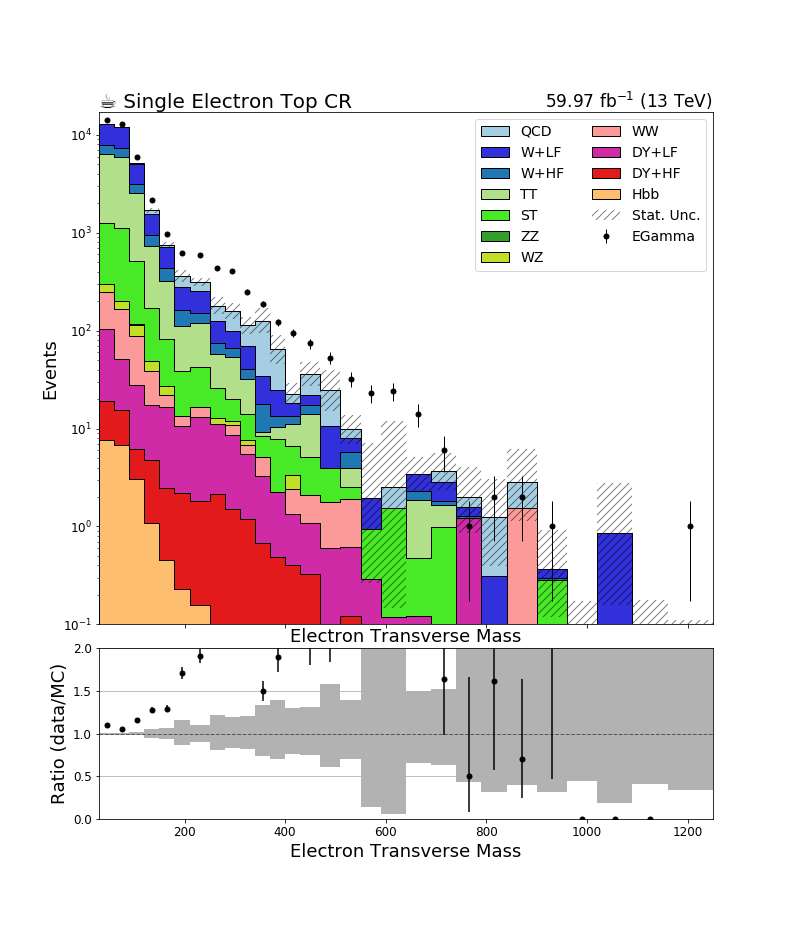 ☕ Single Electron Top CR 59.97 fb⁻¹ (13 TeV)
QCD WW
W+LF DY+LF
W+HF DY+HF
TT Hbb
ST Stat. Unc.
ZZ EGamma
WZ
10⁴
10³
10²
10¹
10⁰
10⁻¹
Events
Electron Transverse Mass
2.0
1.5
1.0
0.5
0.0
Ratio (data/MC)
200 400 600 800 1000 1200
Electron Transverse Mass